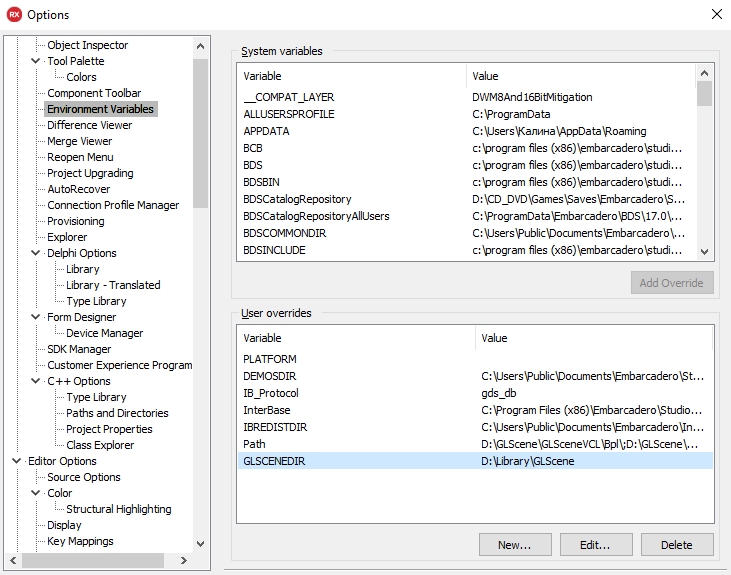 RX Options
Object Inspector
Tool Palette
Colors
Component Toolbar
Environment Variables
Difference Viewer
Merge Viewer
Reopen Menu
Project Upgrading
AutoRecover
Connection Profile Manager
Provisioning
Explorer
Delphi Options
Library
Library - Translated
Type Library
Form Designer
Device Manager
SDK Manager
Customer Experience Program
C++ Options
Type Library
Paths and Directories
Project Properties
Class Explorer
Editor Options
Source Options
Color
Structural Highlighting
Display
Key Mappings
System variables
Variable Value
__COMPAT_LAYER DWM8And16BitMitigation
ALLUSERSPROFILE C:\ProgramData
APPDATA C:\Users\Калина\AppData\Roaming
BCB c:\program files (x86)\embarcadero\studi...
BDS c:\program files (x86)\embarcadero\studi...
BDSBIN c:\program files (x86)\embarcadero\studi...
BDSCatalogRepository D:\CD_DVD\Games\Saves\Embarcadero\S...
BDSCatalogRepositoryAllUsers C:\ProgramData\Embarcadero\BDS\17.0\...
BDSCOMMONDIR C:\Users\Public\Documents\Embarcadero...
BDSINCLUDE c:\program files (x86)\embarcadero\studi...
Add Override
User overrides
Variable Value
PLATFORM
DEMOSDIR C:\Users\Public\Documents\Embarcadero\St...
IB_Protocol gds_db
InterBase C:\Program Files (x86)\Embarcadero\Studio...
IBREDISTDIR C:\Users\Public\Documents\Embarcadero\In...
Path D:\GLScene\GLSceneVCL\Bpl\;D:\GLScene\...
GLSCENEDIR D:\Library\GLScene
New... Edit... Delete